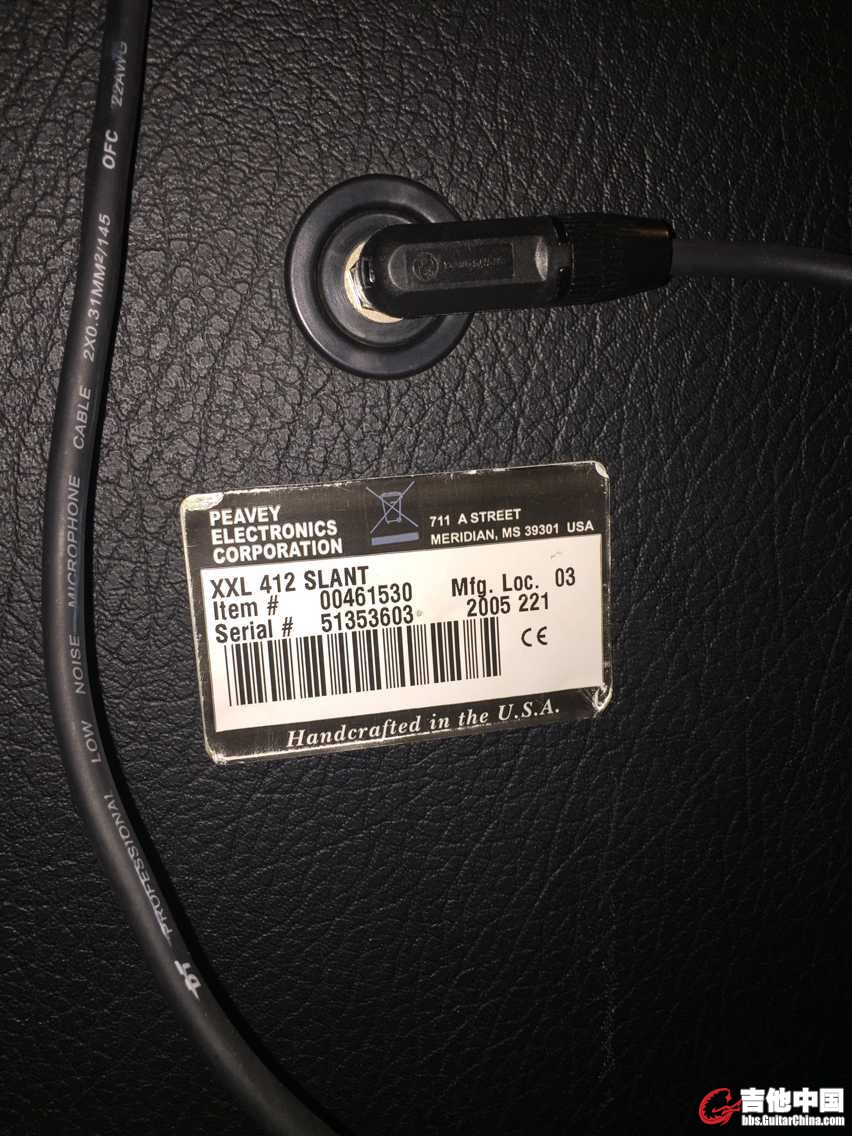 DT PROFESSIONAL LOW NOISE MICROPHONE CABLE 2X0.31MM²/145 OFC 22AWG
PEAVEY
ELECTRONICS
CORPORATION
711 A STREET
MERIDIAN, MS 39301 USA
XXL 412 SLANT
Item # 00461530
Mfg. Loc. 03
Serial # 51353603
2005 221
CE
Handcrafted in the U.S.A.
吉他中国
bbs.GuitarChina.com